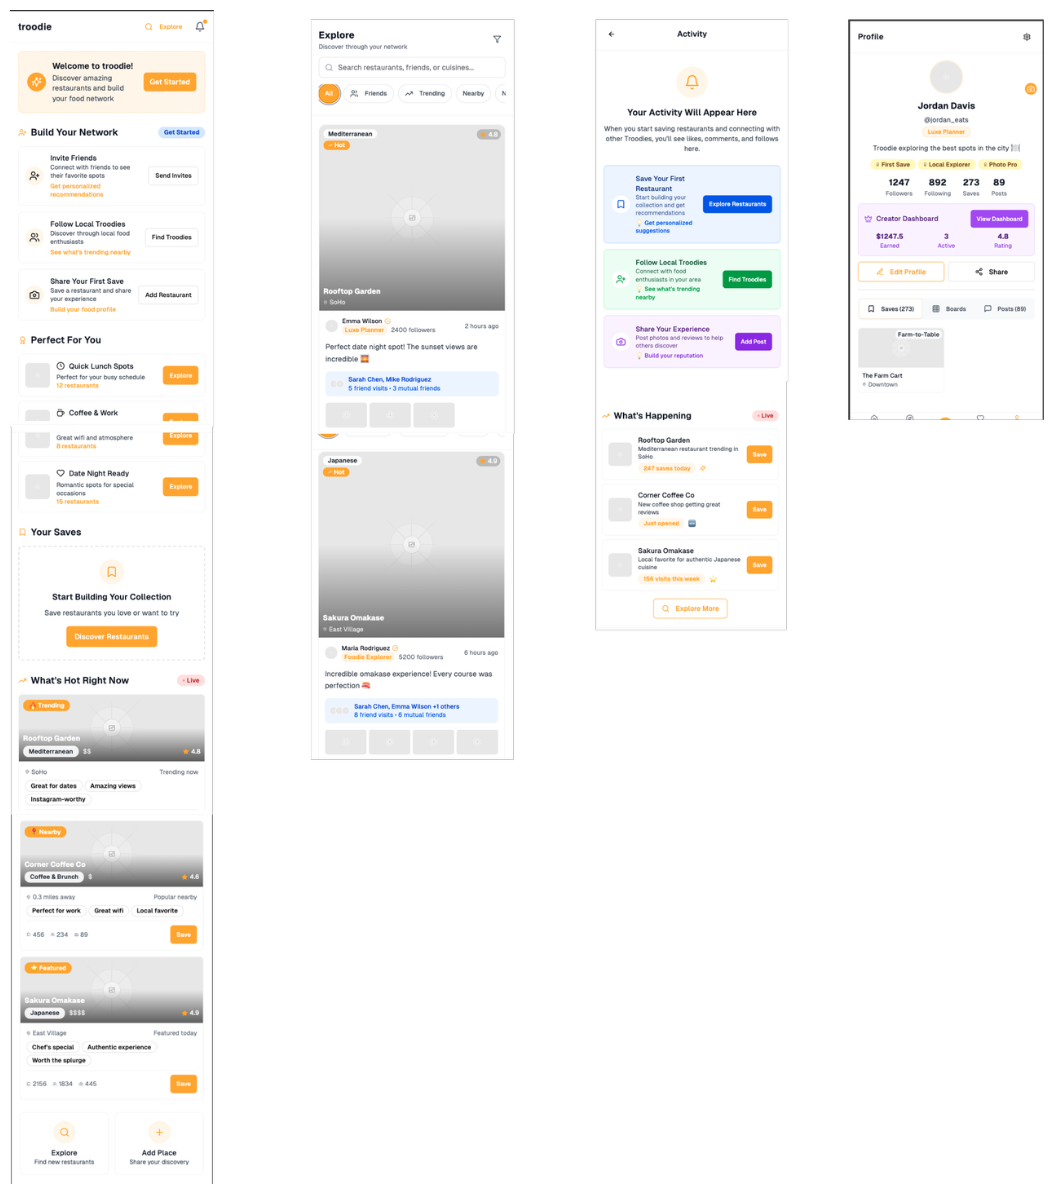 troodie
Explore
Welcome to troodie!
Discover amazing
restaurants and build
your food network
Get Started
Build Your Network
Get Started
Invite Friends
Connect with friends to see
their favorite spots
Get personalized
recommendations
Send Invites
Follow Local Troodies
Discover through local food
enthusiasts
See what's trending nearby
Find Troodies
Share Your First Save
Save a restaurant and share
your experience
Build your food profile
Add Restaurant
Perfect For You
Quick Lunch Spots
Perfect for your busy schedule
12 restaurants
Explore
Coffee & Work
Great wifi and atmosphere
8 restaurants
Explore
Date Night Ready
Romantic spots for special
occasions
15 restaurants
Explore
Your Saves
Start Building Your Collection
Save restaurants you love or want to try
Discover Restaurants
What's Hot Right Now
Live
Trending
Rooftop Garden
Mediterranean $$
4.8
SoHo
Trending now
Great for dates
Amazing views
Instagram-worthy
Nearby
Corner Coffee Co
Coffee & Brunch $
4.6
0.3 miles away
Popular nearby
Perfect for work
Great wifi
Local favorite
456 234 89
Save
Featured
Sakura Omakase
Japanese $$$$
4.9
East Village
Featured today
Chef's special
Authentic experience
Worth the splurge
2156 1834 445
Save
Explore
Find new restaurants
Add Place
Share your discovery
Explore
Discover through your network
Search restaurants, friends, or cuisines...
All
Friends
Trending
Nearby
N
Mediterranean
4.8
Hot
Rooftop Garden
SoHo
Emma Wilson
Luxe Planner 2400 followers
2 hours ago
Perfect date night spot! The sunset views are
incredible 🌇
Sarah Chen, Mike Rodriguez
5 friend visits • 3 mutual friends
Japanese
4.9
Hot
Sakura Omakase
East Village
Maria Rodriguez
Foodie Explorer 5200 followers
6 hours ago
Incredible omakase experience! Every course was
perfection 🍣
Sarah Chen, Emma Wilson +1 others
8 friend visits • 6 mutual friends
Activity
Your Activity Will Appear Here
When you start saving restaurants and connecting with
other Troodies, you'll see likes, comments, and follows
here.
Save Your First
Restaurant
Start building your
collection and get
recommendations
💡 Get personalized
suggestions
Explore Restaurants
Follow Local Troodies
Connect with food
enthusiasts in your area
💡 See what's trending
nearby
Find Troodies
Share Your Experience
Post photos and reviews to help
others discover
💡 Build your reputation
Add Post
What's Happening
Live
Rooftop Garden
Mediterranean restaurant trending in
SoHo
247 saves today
Save
Corner Coffee Co
New coffee shop getting great
reviews
Just opened
Save
Sakura Omakase
Local favorite for authentic Japanese
cuisine
156 visits this week
Save
Explore More
Profile
Jordan Davis
@jordan_eats
Luxe Planner
Troodie exploring the best spots in the city 🍽️
First Save
Local Explorer
Photo Pro
1247
Followers
892
Following
273
Saves
89
Posts
Creator Dashboard
View Dashboard
$1247.5
Earned
3
Active
4.8
Rating
Edit Profile
Share
Saves (273)
Boards
Posts (89)
Farm-to-Table
The Farm Cart
Downtown